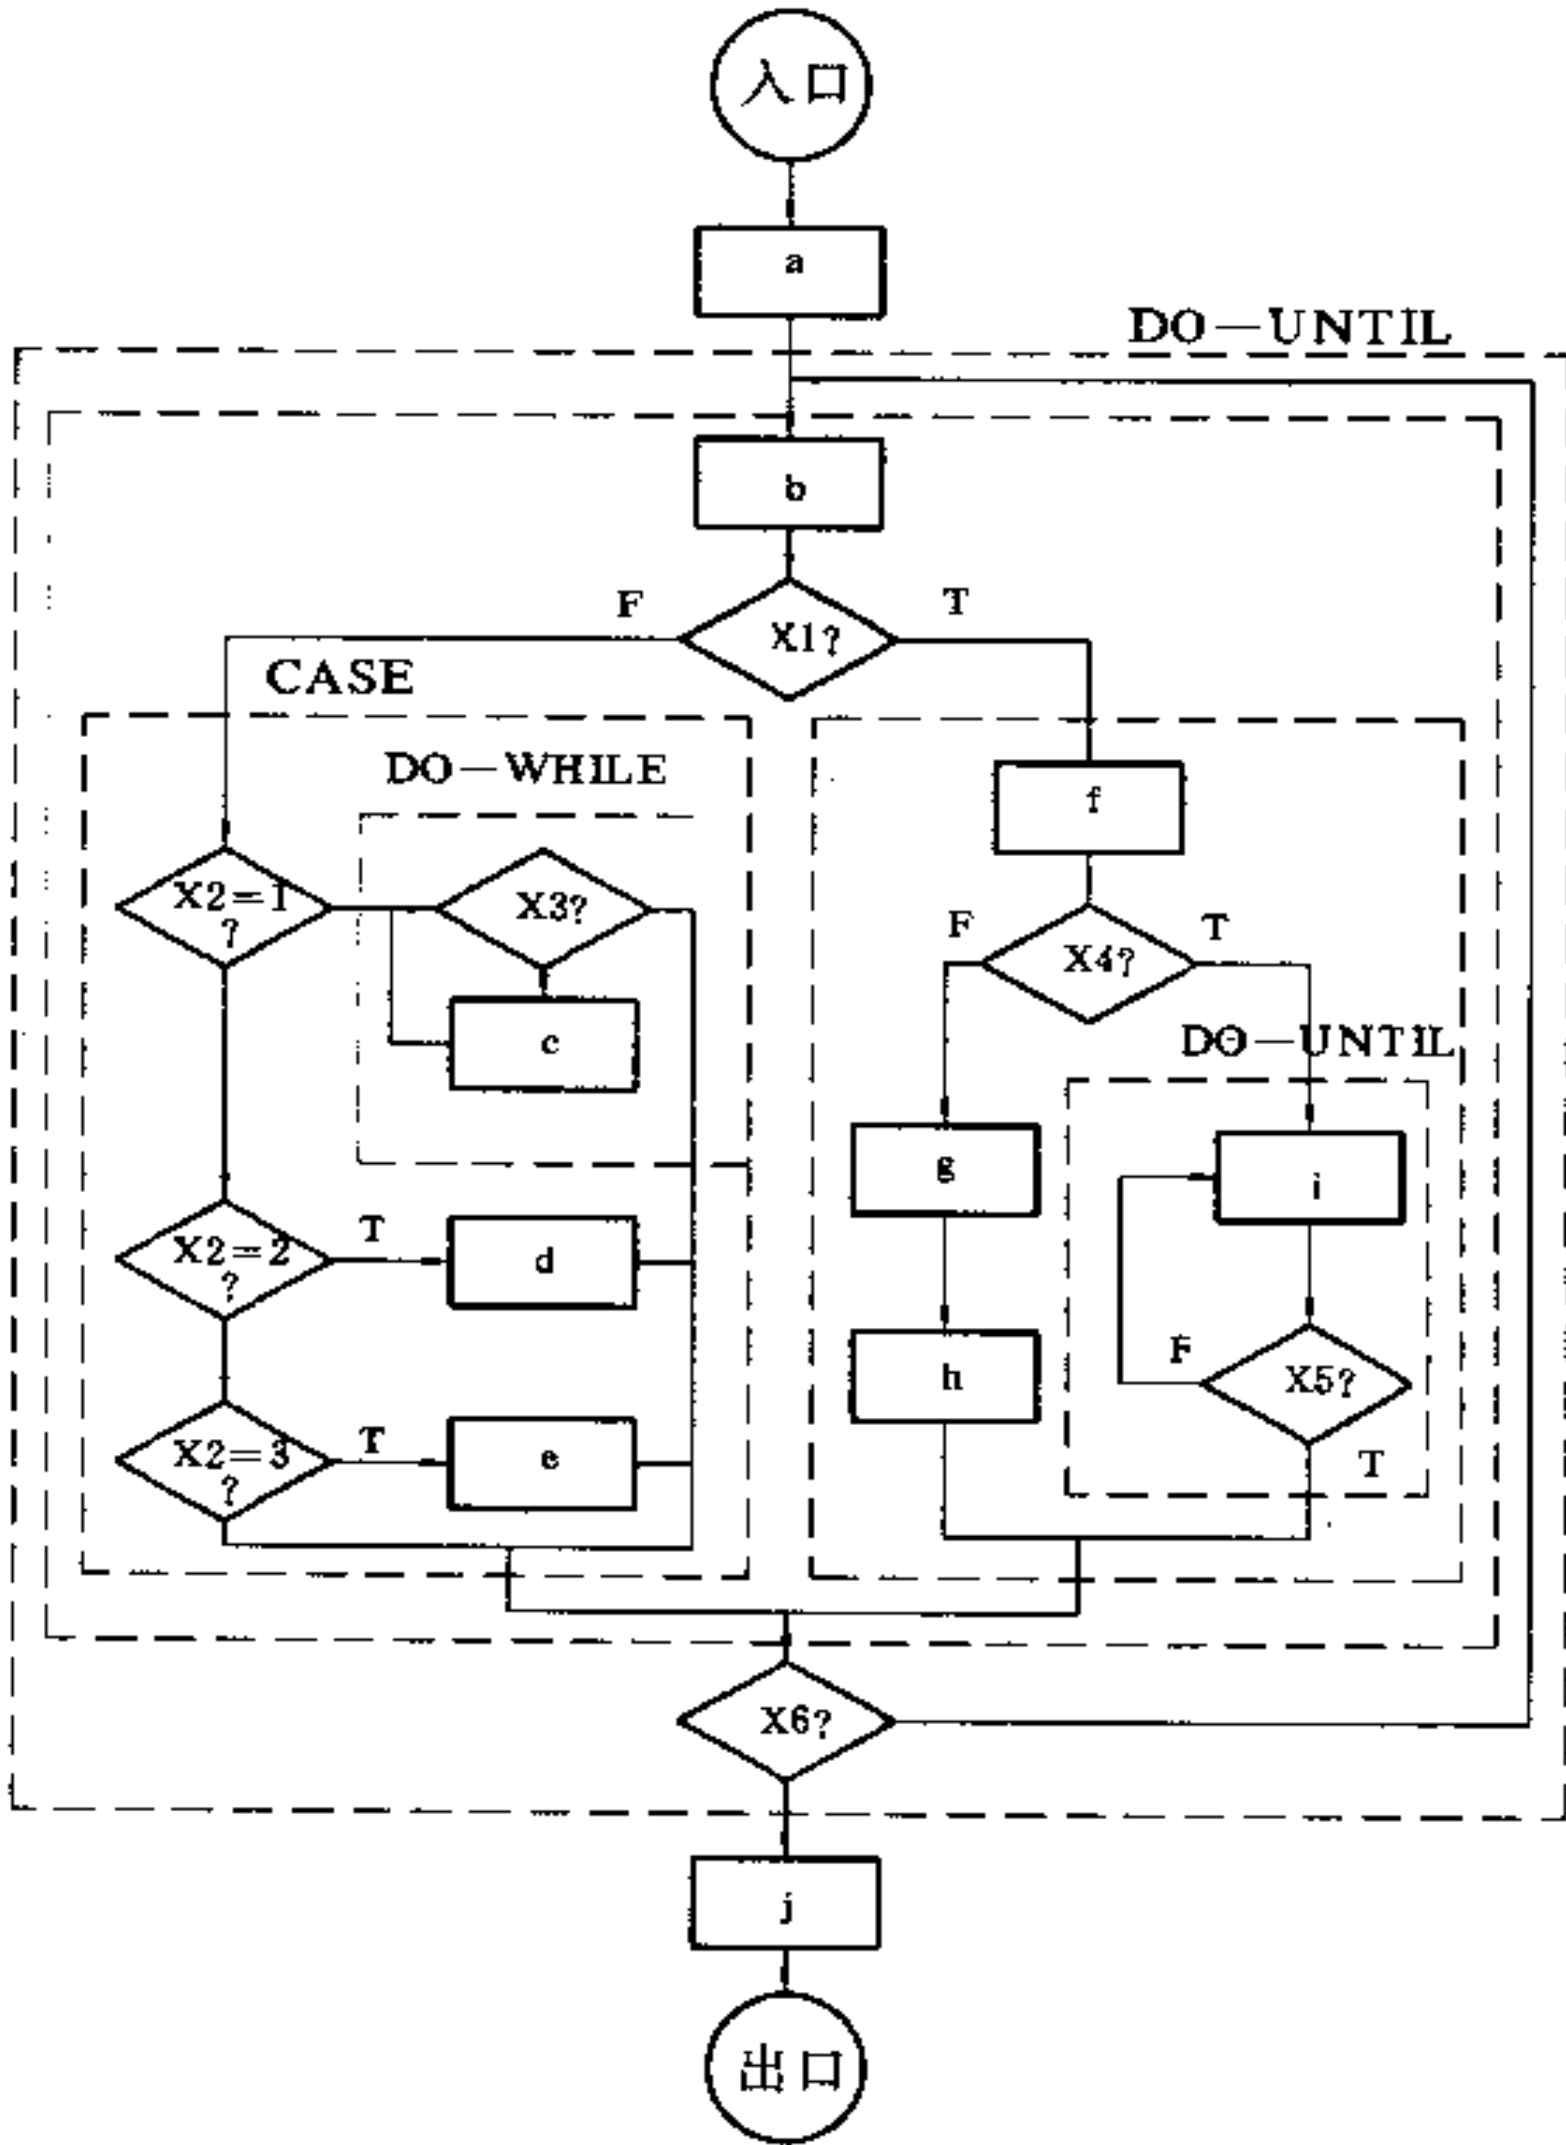 入口
a
DO—UNTIL
b
F
T
X1?
CASE
DO—WHILE
f
X2=1
?
X3?
F
T
X4?
c
DO—UNTIL
g
i
X2=2
?
T
d
h
F
X5?
X2=3
?
T
e
T
X6?
j
出口